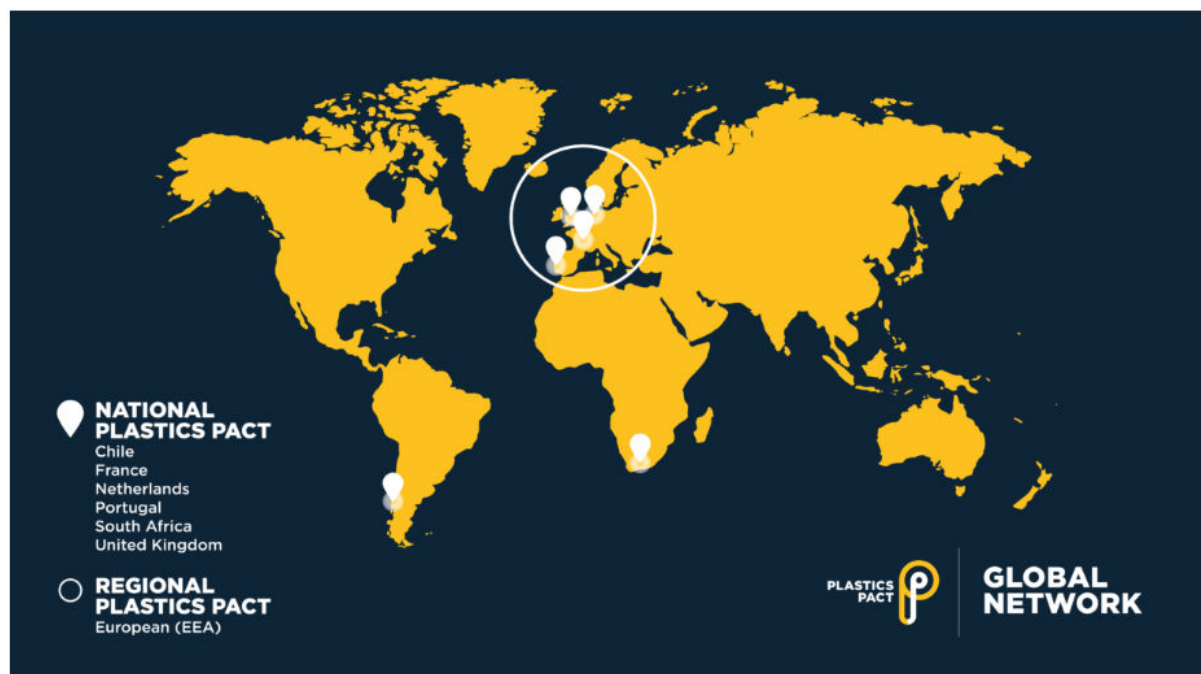 NATIONAL
PLASTICS PACT
Chile
France
Netherlands
Portugal
South Africa
United Kingdom
REGIONAL
PLASTICS PACT
European (EEA)
PLASTICS
PACT
GLOBAL
NETWORK